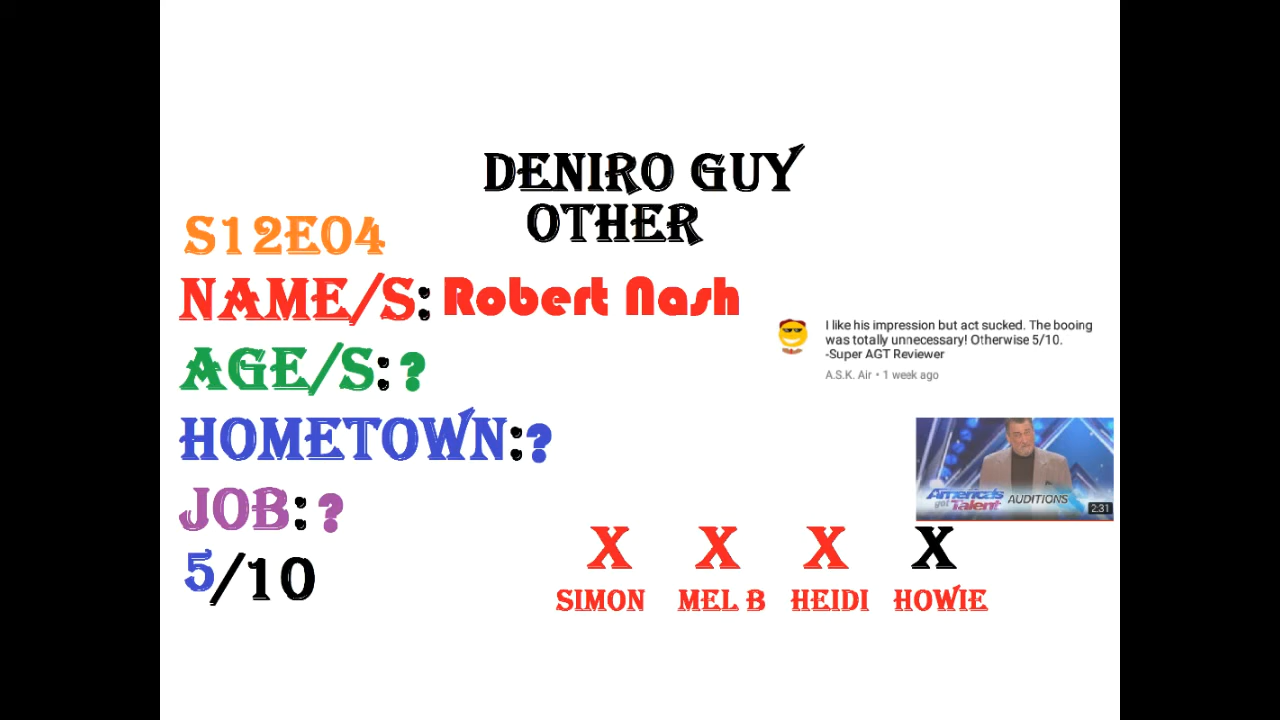 DENIRO GUY
OTHER
S12E04
NAME/S: Robert Nash
I like his impression but act sucked. The booing
was totally unnecessary! Otherwise 5/10.
-Super AGT Reviewer
A.S.K. Air • 1 week ago
AGE/S: ?
HOMETOWN: ?
America's
got Talent AUDITIONS
2:31
JOB: ?
X X X X
5/10
SIMON MEL B HEIDI HOWIE